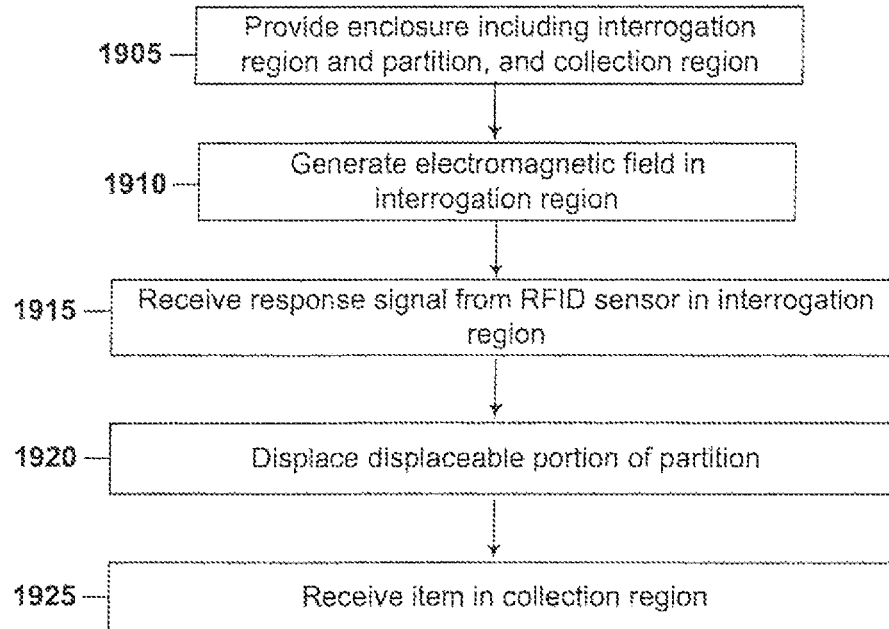 1905
Provide enclosure including interrogation
region and partition, and collection region
1910
Generate electromagnetic field in
interrogation region
1915
Receive response signal from RFID sensor in interrogation
region
1920
Displace displaceable portion of partition
1925
Receive item in collection region